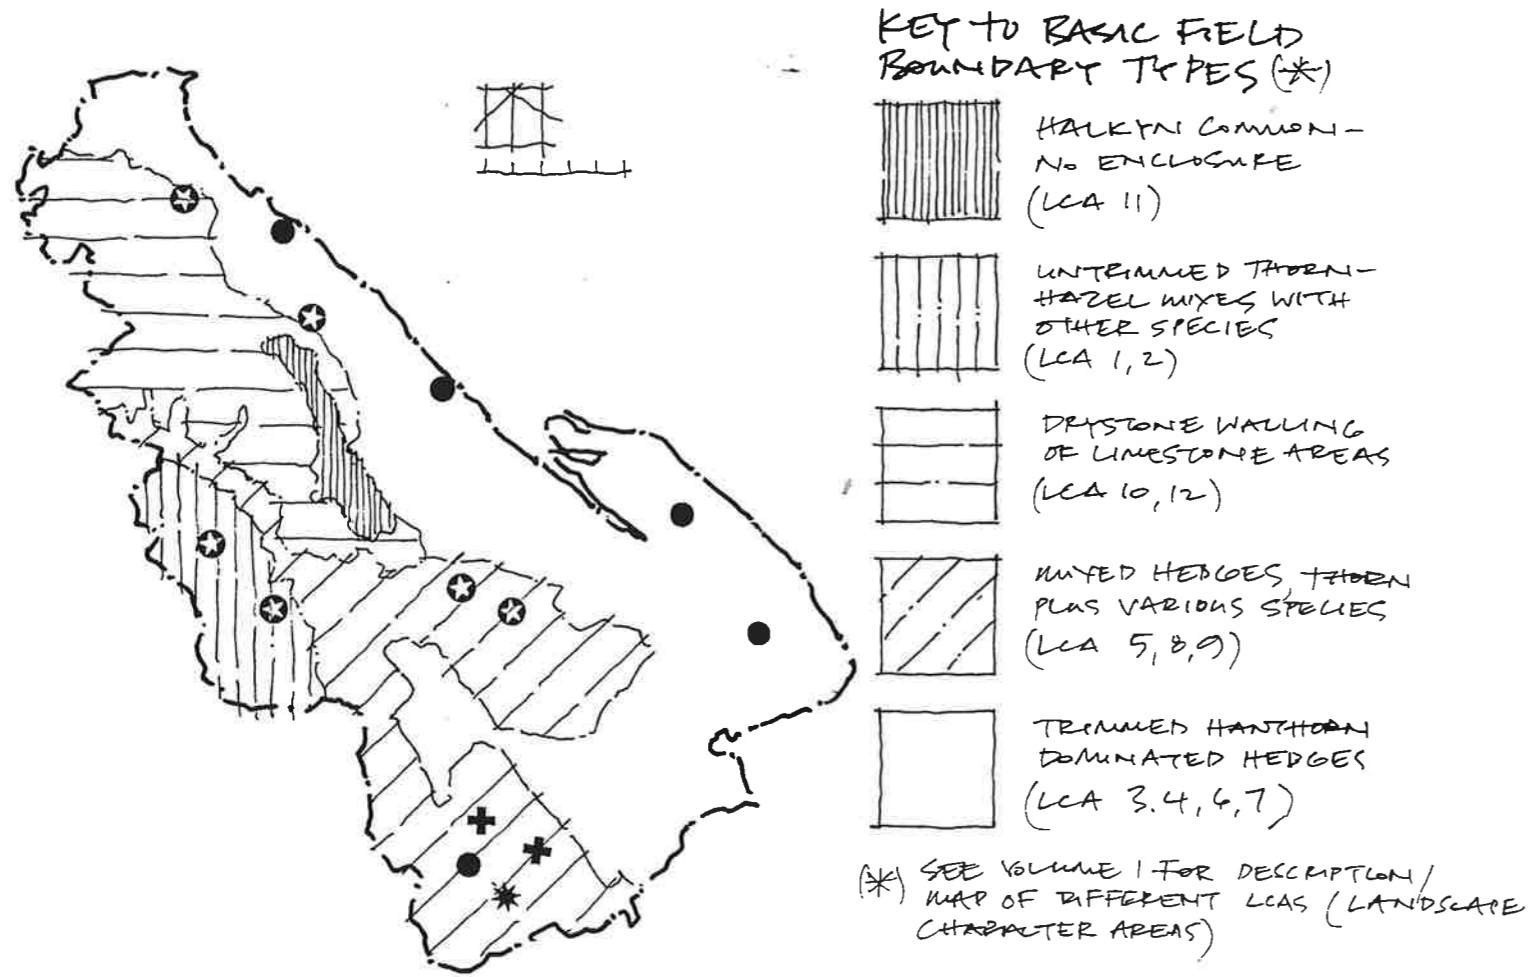 KEY TO BASIC FIELD
BOUNDARY TYPES (*)
HALKYN COMMON-
NO ENCLOSURE
(LCA 11)
UNTRIMMED THORN-
HAZEL MIXES WITH
OTHER SPECIES
(LCA 1, 2)
DRYSTONE WALLING
OF LIMESTONE AREAS
(LCA 10, 12)
MIXED HEDGES, THORN
PLUS VARIOUS SPECIES
(LCA 5, 8, 9)
TRIMMED HAWTHORN
DOMINATED HEDGES
(LCA 3.4, 6, 7)
(*) SEE VOLUME 1 FOR DESCRIPTION/
MAP OF DIFFERENT LCAS (LANDSCAPE
CHARACTER AREAS)